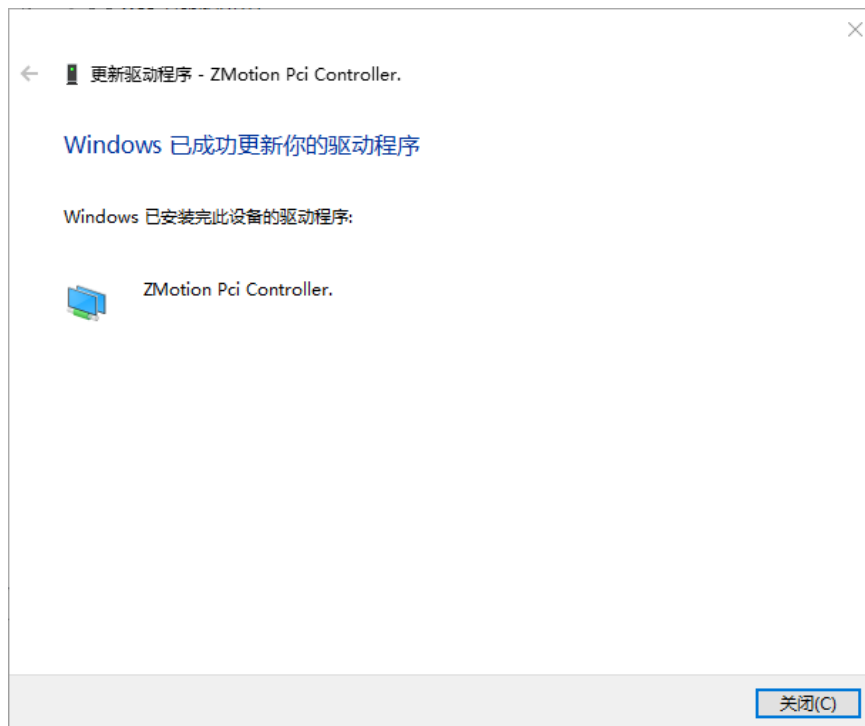 更新驱动程序 - ZMotion Pci Controller.
Windows 已成功更新你的驱动程序
Windows 已安装完此设备的驱动程序:
ZMotion Pci Controller.
关闭(C)